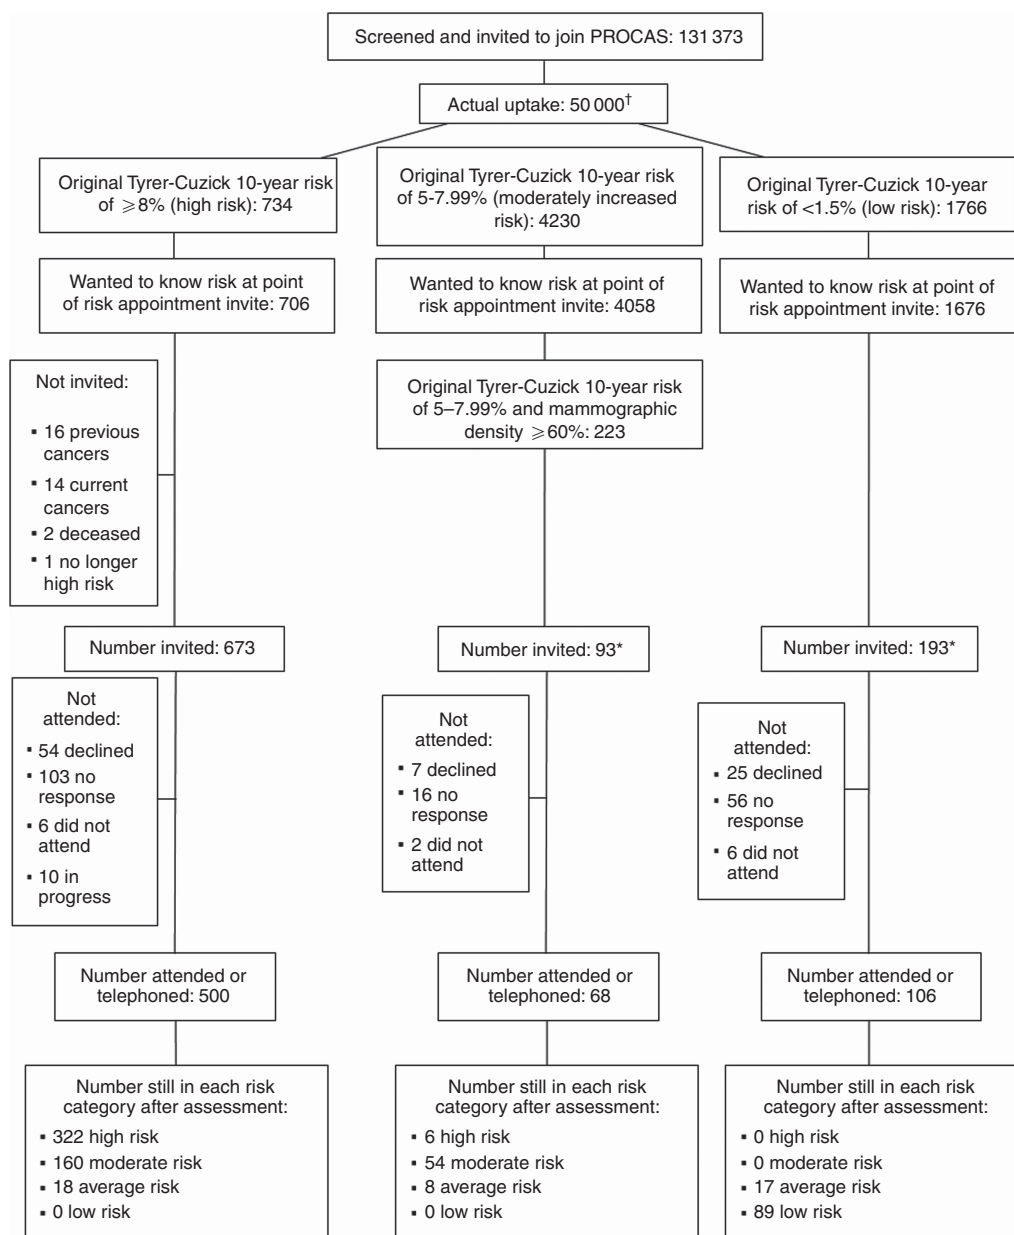 Screened and invited to join PROCAS: 131 373
Actual uptake: 50 000†
Original Tyrer-Cuzick 10-year risk
of ⩾8% (high risk): 734
Original Tyrer-Cuzick 10-year risk
of 5-7.99% (moderately increased
risk): 4230
Original Tyrer-Cuzick 10-year
risk of <1.5% (low risk): 1766
Wanted to know risk at point
of risk appointment invite: 706
Wanted to know risk at point of
risk appointment invite: 4058
Wanted to know risk at point of
risk appointment invite: 1676
Not invited:
▪ 16 previous
cancers
▪ 14 current
cancers
▪ 2 deceased
▪ 1 no longer
high risk
Original Tyrer-Cuzick 10-year risk
of 5–7.99% and mammographic
density ⩾60%: 223
Number invited: 673
Number invited: 93*
Number invited: 193*
Not
attended:
▪ 54 declined
▪ 103 no
response
▪ 6 did not
attend
▪ 10 in
progress
Not
attended:
▪ 7 declined
▪ 16 no
response
▪ 2 did not
attend
Not
attended:
▪ 25 declined
▪ 56 no
response
▪ 6 did not
attend
Number attended or
telephoned: 500
Number attended or
telephoned: 68
Number attended or
telephoned: 106
Number still in each risk
category after assessment:
▪ 322 high risk
▪ 160 moderate risk
▪ 18 average risk
▪ 0 low risk
Number still in each risk
category after assessment:
▪ 6 high risk
▪ 54 moderate risk
▪ 8 average risk
▪ 0 low risk
Number still in each risk
category after assessment:
▪ 0 high risk
▪ 0 moderate risk
▪ 17 average risk
▪ 89 low risk